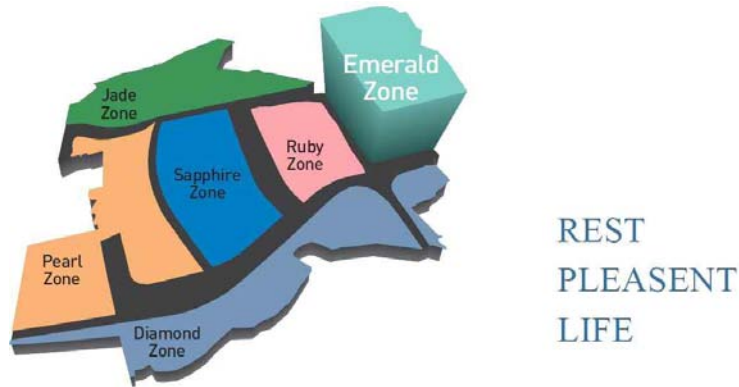 Emerald
Zone
Jade
Zone
Ruby
Zone
Sapphire
Zone
Pearl
Zone
Diamond
Zone
REST
PLEASENT
LIFE